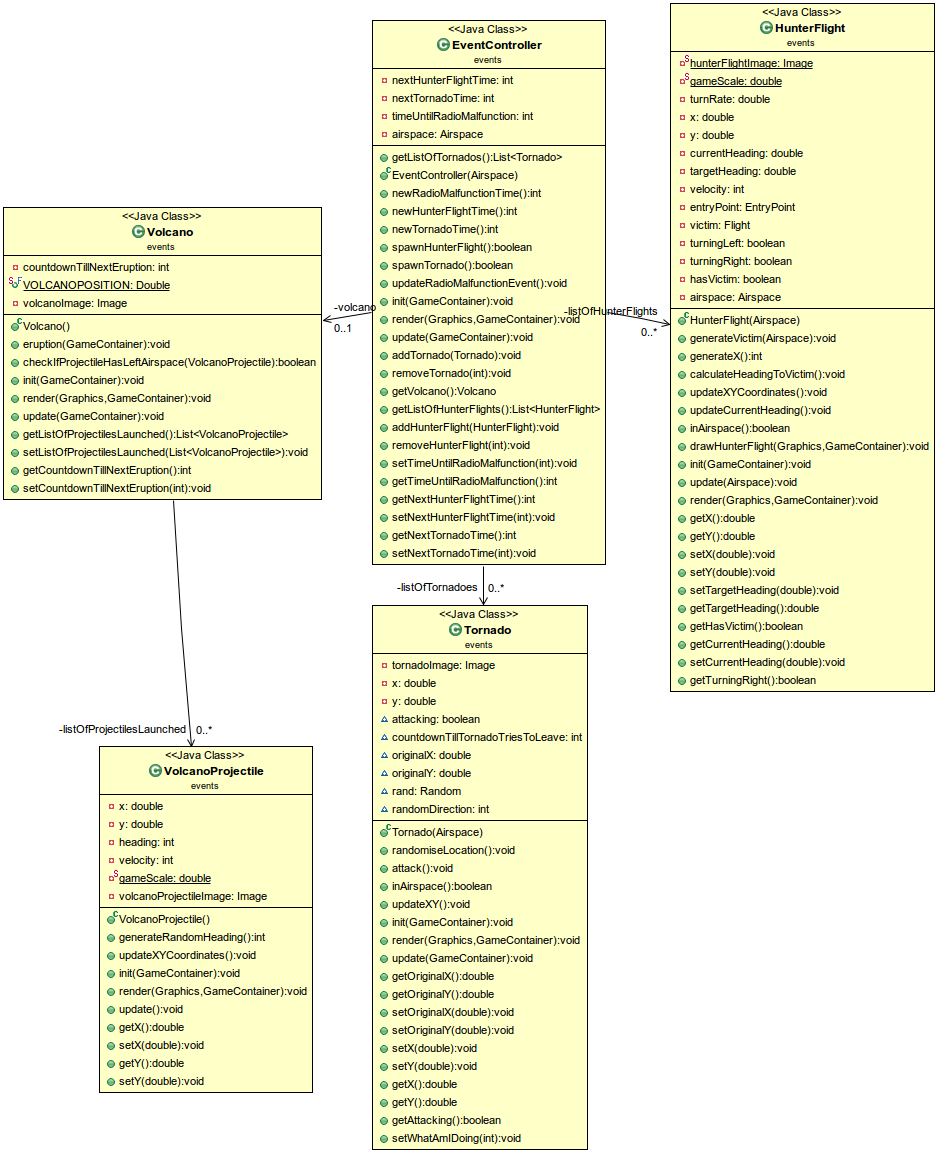 <<Java Class>>
EventController
events
nextHunterFlightTime: int
nextTornadoTime: int
timeUntilRadioMalfunction: int
airspace: Airspace
getListOfTornados():List<Tornado>
EventController(Airspace)
newRadioMalfunctionTime():int
newHunterFlightTime():int
newTornadoTime():int
spawnHunterFlight():boolean
spawnTornado():boolean
updateRadioMalfunctionEvent():void
init(GameContainer):void
render(Graphics,GameContainer):void
update(GameContainer):void
addTornado(Tornado):void
removeTornado(int):void
getVolcano():Volcano
getListOfHunterFlights():List<HunterFlight>
addHunterFlight(HunterFlight):void
removeHunterFlight(int):void
setTimeUntilRadioMalfunction(int):void
getTimeUntilRadioMalfunction():int
getNextHunterFlightTime():int
setNextHunterFlightTime(int):void
getNextTornadoTime():int
setNextTornadoTime(int):void
<<Java Class>>
HunterFlight
events
hunterFlightImage: Image
gameScale: double
turnRate: double
x: double
y: double
currentHeading: double
targetHeading: double
velocity: int
entryPoint: EntryPoint
victim: Flight
turningLeft: boolean
turningRight: boolean
hasVictim: boolean
airspace: Airspace
HunterFlight(Airspace)
generateVictim(Airspace):void
generateX():int
calculateHeadingToVictim():void
updateXYCoordinates():void
updateCurrentHeading():void
inAirspace():boolean
drawHunterFlight(Graphics,GameContainer):void
init(GameContainer):void
update(Airspace):void
render(Graphics,GameContainer):void
getX():double
getY():double
setX(double):void
setY(double):void
setTargetHeading(double):void
getTargetHeading():double
getHasVictim():boolean
getCurrentHeading():double
setCurrentHeading(double):void
getTurningRight():boolean
<<Java Class>>
Volcano
events
countdownTillNextEruption: int
VOLCANOPOSITION: Double
volcanoImage: Image
Volcano()
eruption(GameContainer):void
checkIfProjectileHasLeftAirspace(VolcanoProjectile):boolean
init(GameContainer):void
render(Graphics,GameContainer):void
update(GameContainer):void
getListOfProjectilesLaunched():List<VolcanoProjectile>
setListOfProjectilesLaunched(List<VolcanoProjectile>):void
getCountdownTillNextEruption():int
setCountdownTillNextEruption(int):void
-volcano
0..1
-listOfHunterFlights
0..*
-listOfTornadoes
0..*
-listOfProjectilesLaunched
0..*
<<Java Class>>
Tornado
events
tornadoImage: Image
x: double
y: double
attacking: boolean
countdownTillTornadoTriesToLeave: int
originalX: double
originalY: double
rand: Random
randomDirection: int
Tornado(Airspace)
randomiseLocation():void
attack():void
inAirspace():boolean
updateXY():void
init(GameContainer):void
render(Graphics,GameContainer):void
update(GameContainer):void
getOriginalX():double
getOriginalY():double
setOriginalX(double):void
setOriginalY(double):void
setX(double):void
setY(double):void
getX():double
getY():double
getAttacking():boolean
setWhatAmIDoing(int):void
<<Java Class>>
VolcanoProjectile
events
x: double
y: double
heading: int
velocity: int
gameScale: double
volcanoProjectileImage: Image
VolcanoProjectile()
generateRandomHeading():int
updateXYCoordinates():void
init(GameContainer):void
render(Graphics,GameContainer):void
update():void
getX():double
setX(double):void
getY():double
setY(double):void